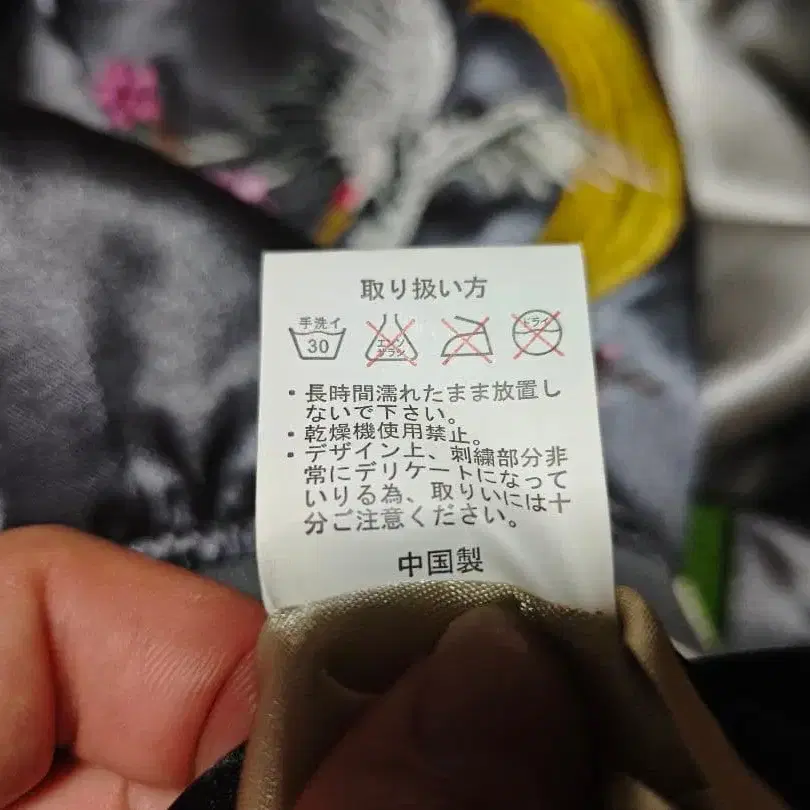 取り扱い方
手洗イ
30
エンソ
サラシ
ドライ
・長時間濡れたまま放置し
ないで下さい。
・乾燥機使用禁止。
・デザイン上、刺繍部分非
常にデリケートになって
いりる為、取りいには十
分ご注意ください。
中国製